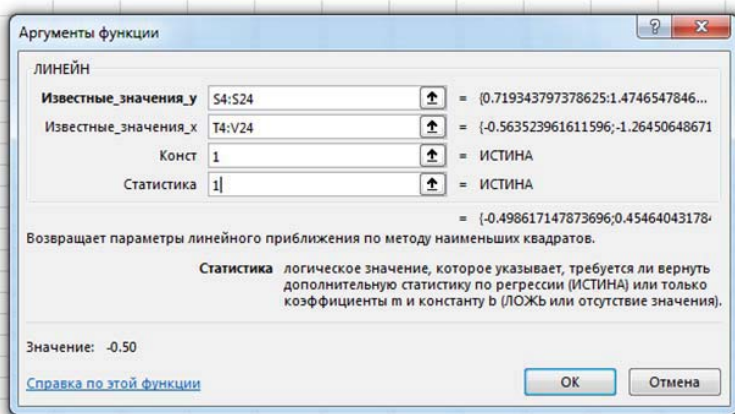 Аргументы функции
ЛИНЕЙН
Известные_значения_y S4:S24 = {0.719343797378625:1.4746547846...
Известные_значения_x T4:V24 = {-0.563523961611596;-1.26450648671
Конст 1 = ИСТИНА
Статистика 1 = ИСТИНА
= {-0.498617147873696;0.454640431784
Возвращает параметры линейного приближения по методу наименьших квадратов.
Статистика логическое значение, которое указывает, требуется ли вернуть
дополнительную статистику по регрессии (ИСТИНА) или только
коэффициенты m и константу b (ЛОЖЬ или отсутствие значения).
Значение: -0.50
Справка по этой функции
ОК Отмена